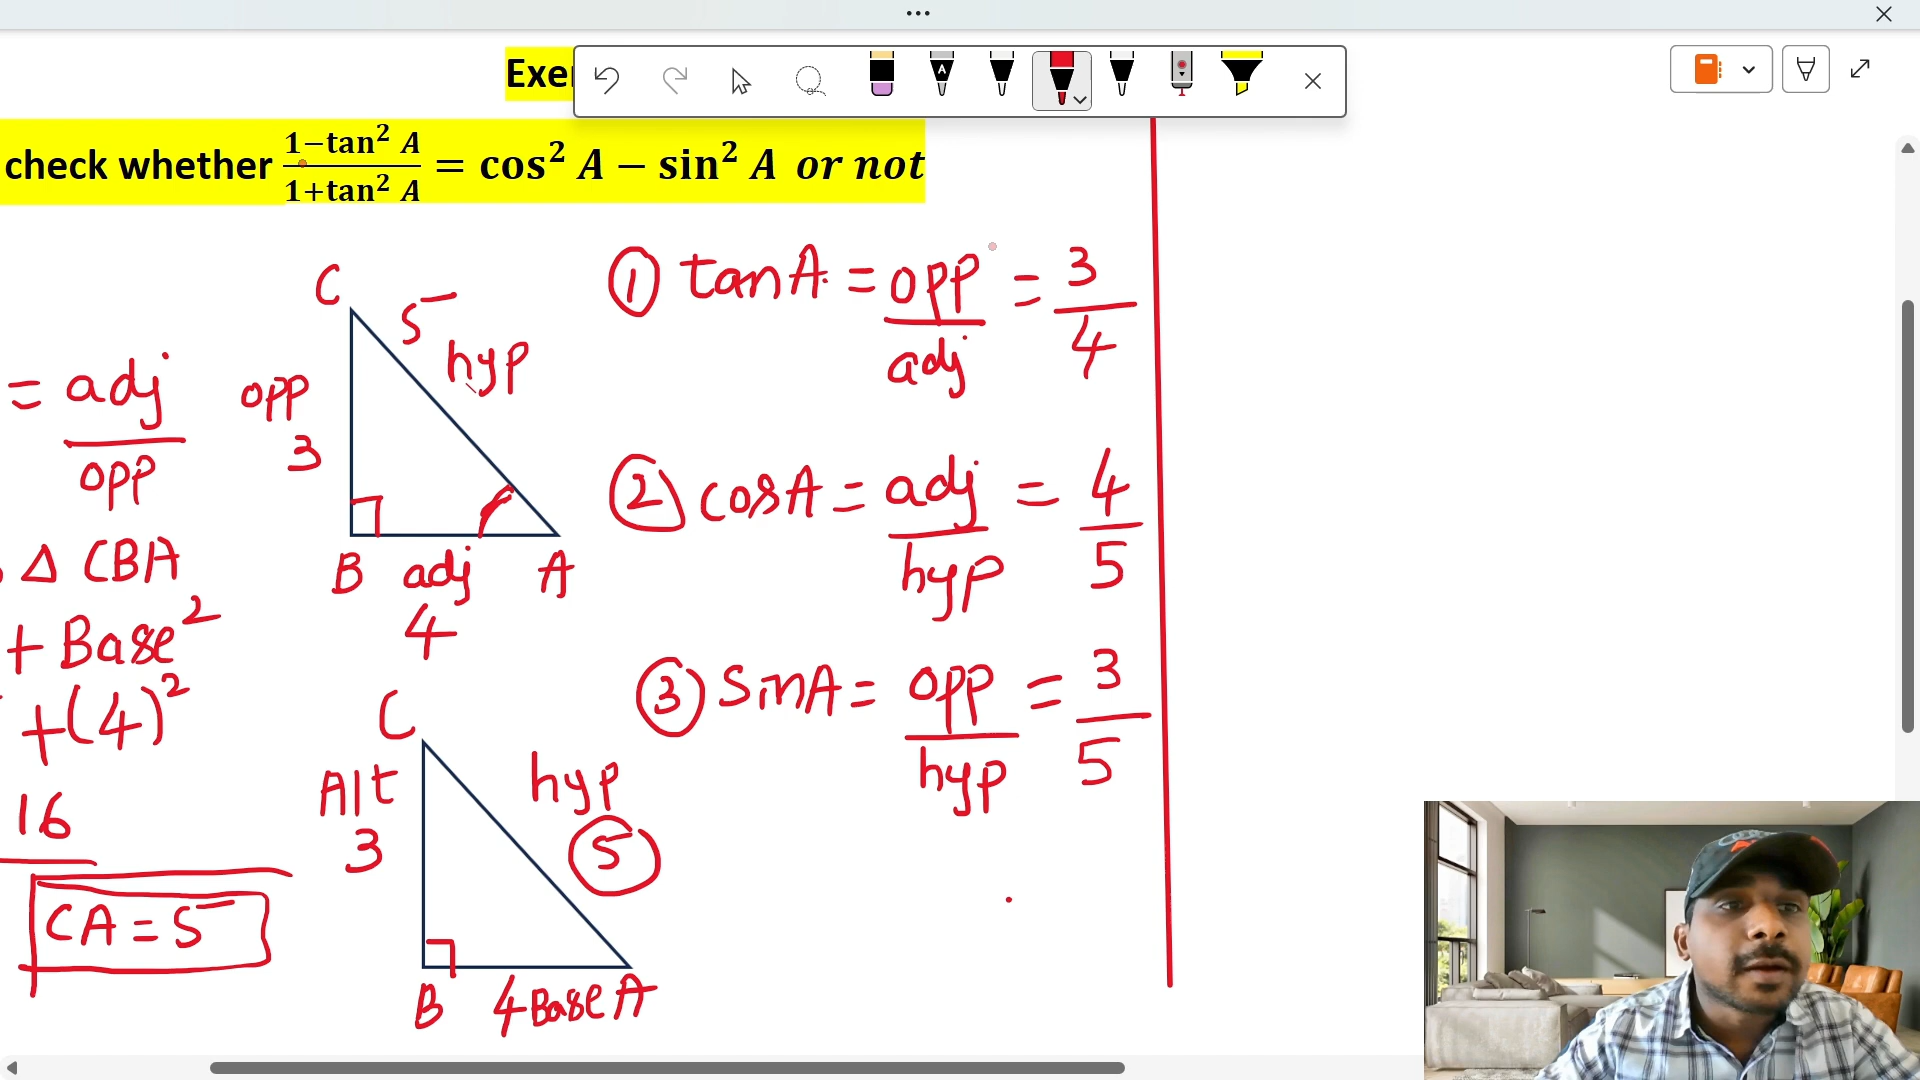 Exer
check whether 1−tan² A / 1+tan² A = cos² A − sin² A or not
= adj / opp
Δ CBA
+ Base²
+(4)²
16
CA = 5
C
5
hyp
opp
3
B adj A
4
C
Alt
3
hyp
5
B 4 Base A
① tanA = opp / adj = 3 / 4
② cosA = adj / hyp = 4 / 5
③ sinA = opp / hyp = 3 / 5